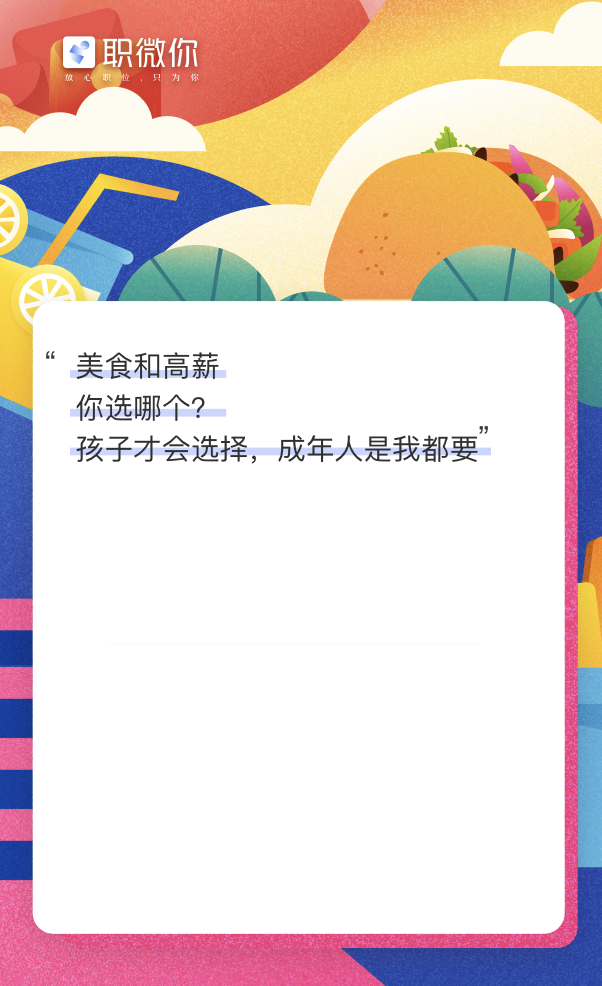 职微你
放心职位，只为你
“美食和高薪
你选哪个？
孩子才会选择，成年人是我都要”